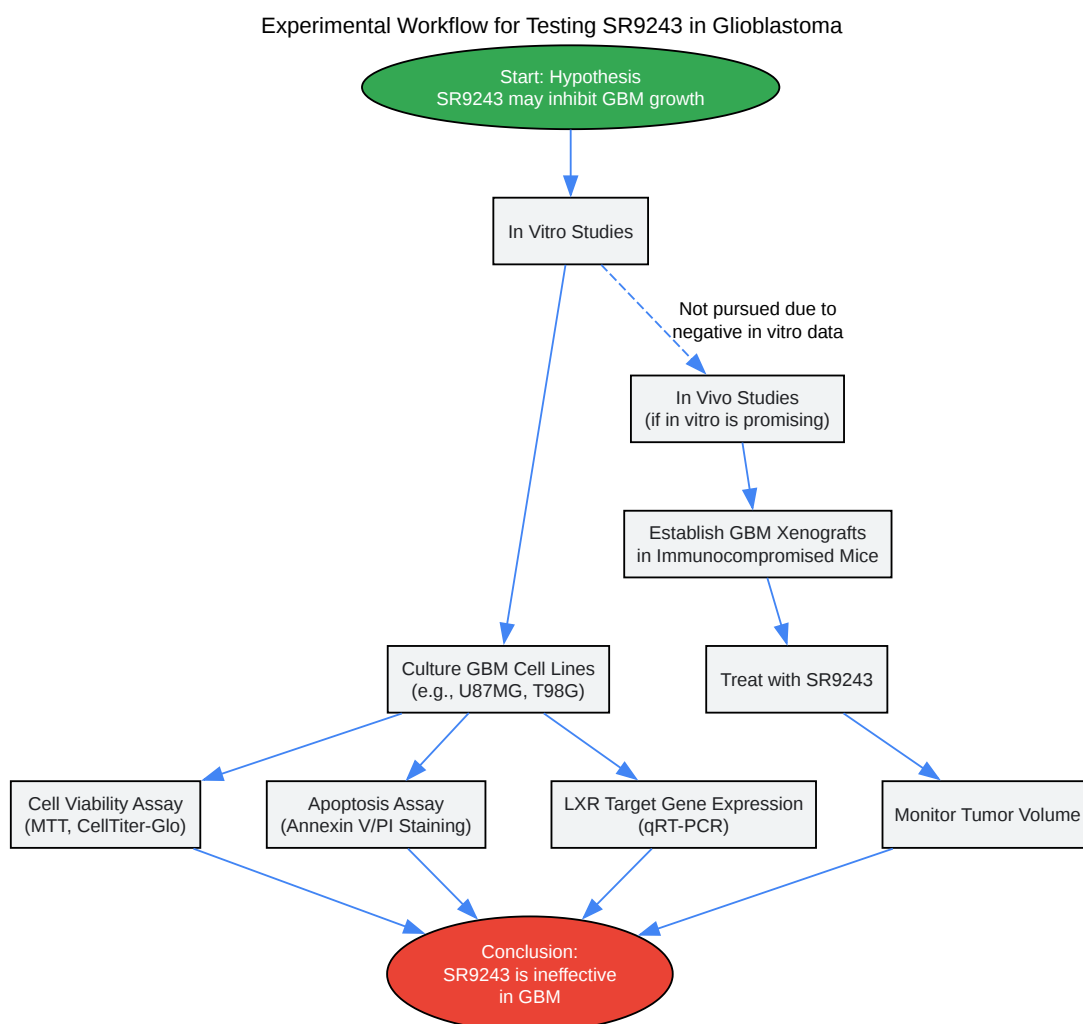 Experimental Workflow for Testing SR9243 in Glioblastoma
Start: Hypothesis
SR9243 may inhibit GBM growth
In Vitro Studies
Not pursued due to
negative in vitro data
In Vivo Studies
(if in vitro is promising)
Establish GBM Xenografts
in Immunocompromised Mice
Culture GBM Cell Lines
(e.g., U87MG, T98G)
Treat with SR9243
Cell Viability Assay
(MTT, CellTiter-Glo)
Apoptosis Assay
(Annexin V/PI Staining)
LXR Target Gene Expression
(qRT-PCR)
Monitor Tumor Volume
Conclusion:
SR9243 is ineffective
in GBM